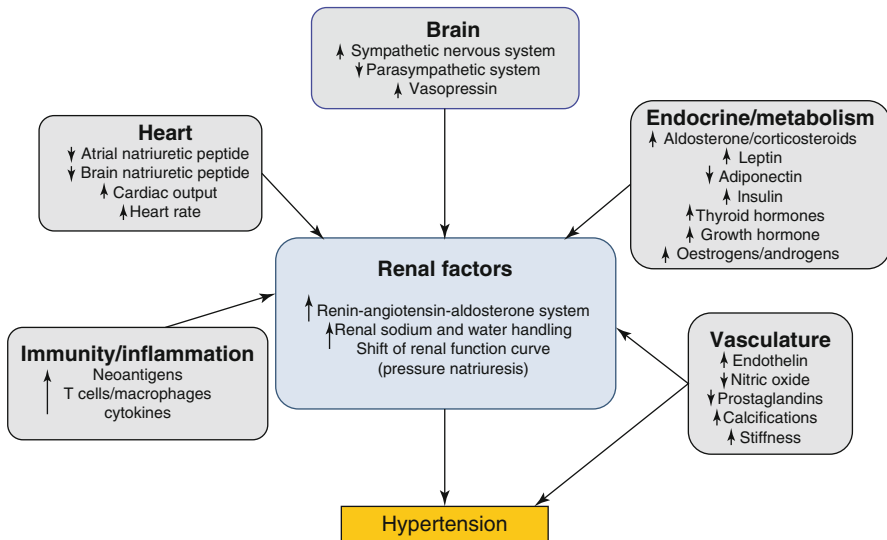 Brain
↑ Sympathetic nervous system
↓ Parasympathetic system
↑ Vasopressin
Heart
↓ Atrial natriuretic peptide
↓ Brain natriuretic peptide
↑ Cardiac output
↑ Heart rate
Endocrine/metabolism
↑ Aldosterone/corticosteroids
↑ Leptin
↓ Adiponectin
↑ Insulin
↑ Thyroid hormones
↑ Growth hormone
↑ Oestrogens/androgens
Renal factors
↑ Renin-angiotensin-aldosterone system
↑ Renal sodium and water handling
Shift of renal function curve
(pressure natriuresis)
Immunity/inflammation
↑ Neoantigens
T cells/macrophages
cytokines
Vasculature
↑ Endothelin
↓ Nitric oxide
↓ Prostaglandins
↑ Calcifications
↑ Stiffness
Hypertension